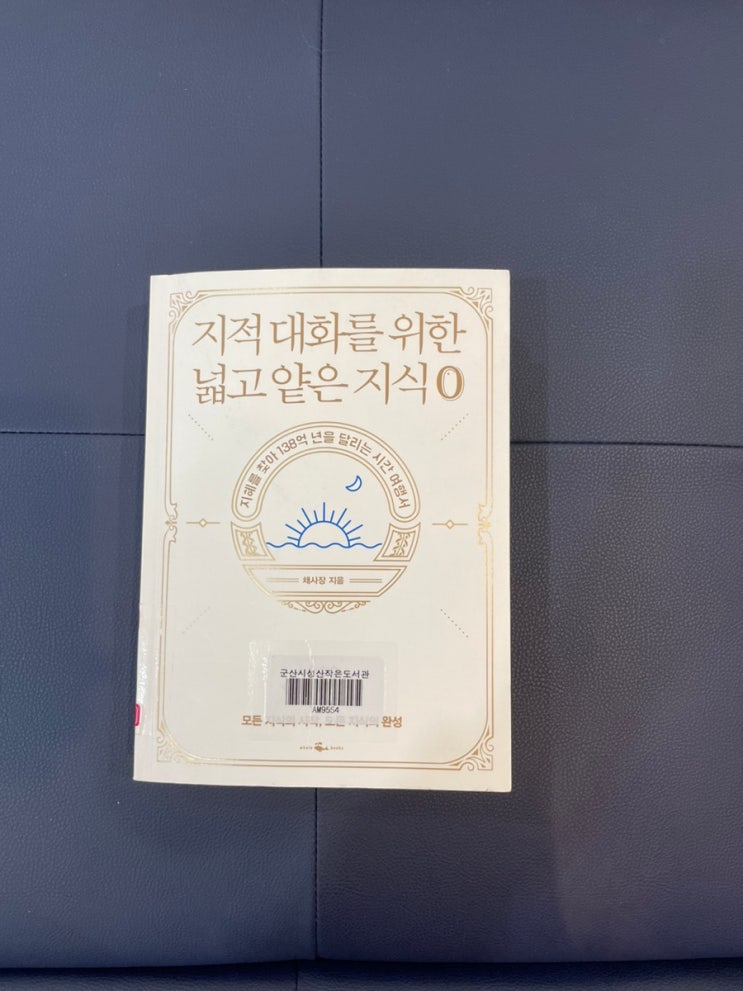 지적 대화를 위한
넓고 얕은 지식 0
지혜를 찾아 138억 년을 달리는 시간 여행서
채사장 지음
군산시성산작은도서관
AM9554
모든 지식의 시작, 모든 지식의 완성
whale books